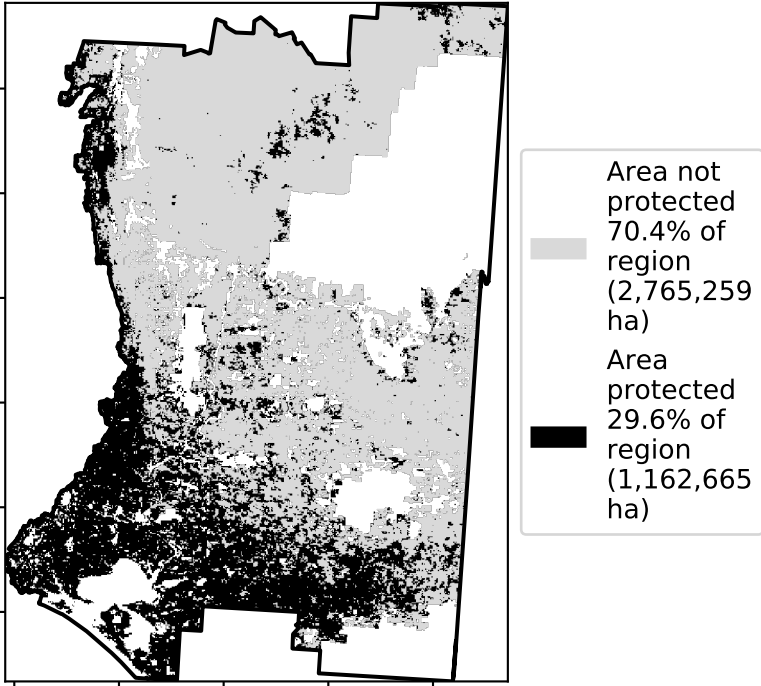 Area not
protected
70.4% of
region
(2,765,259
ha)
Area
protected
29.6% of
region
(1,162,665
ha)